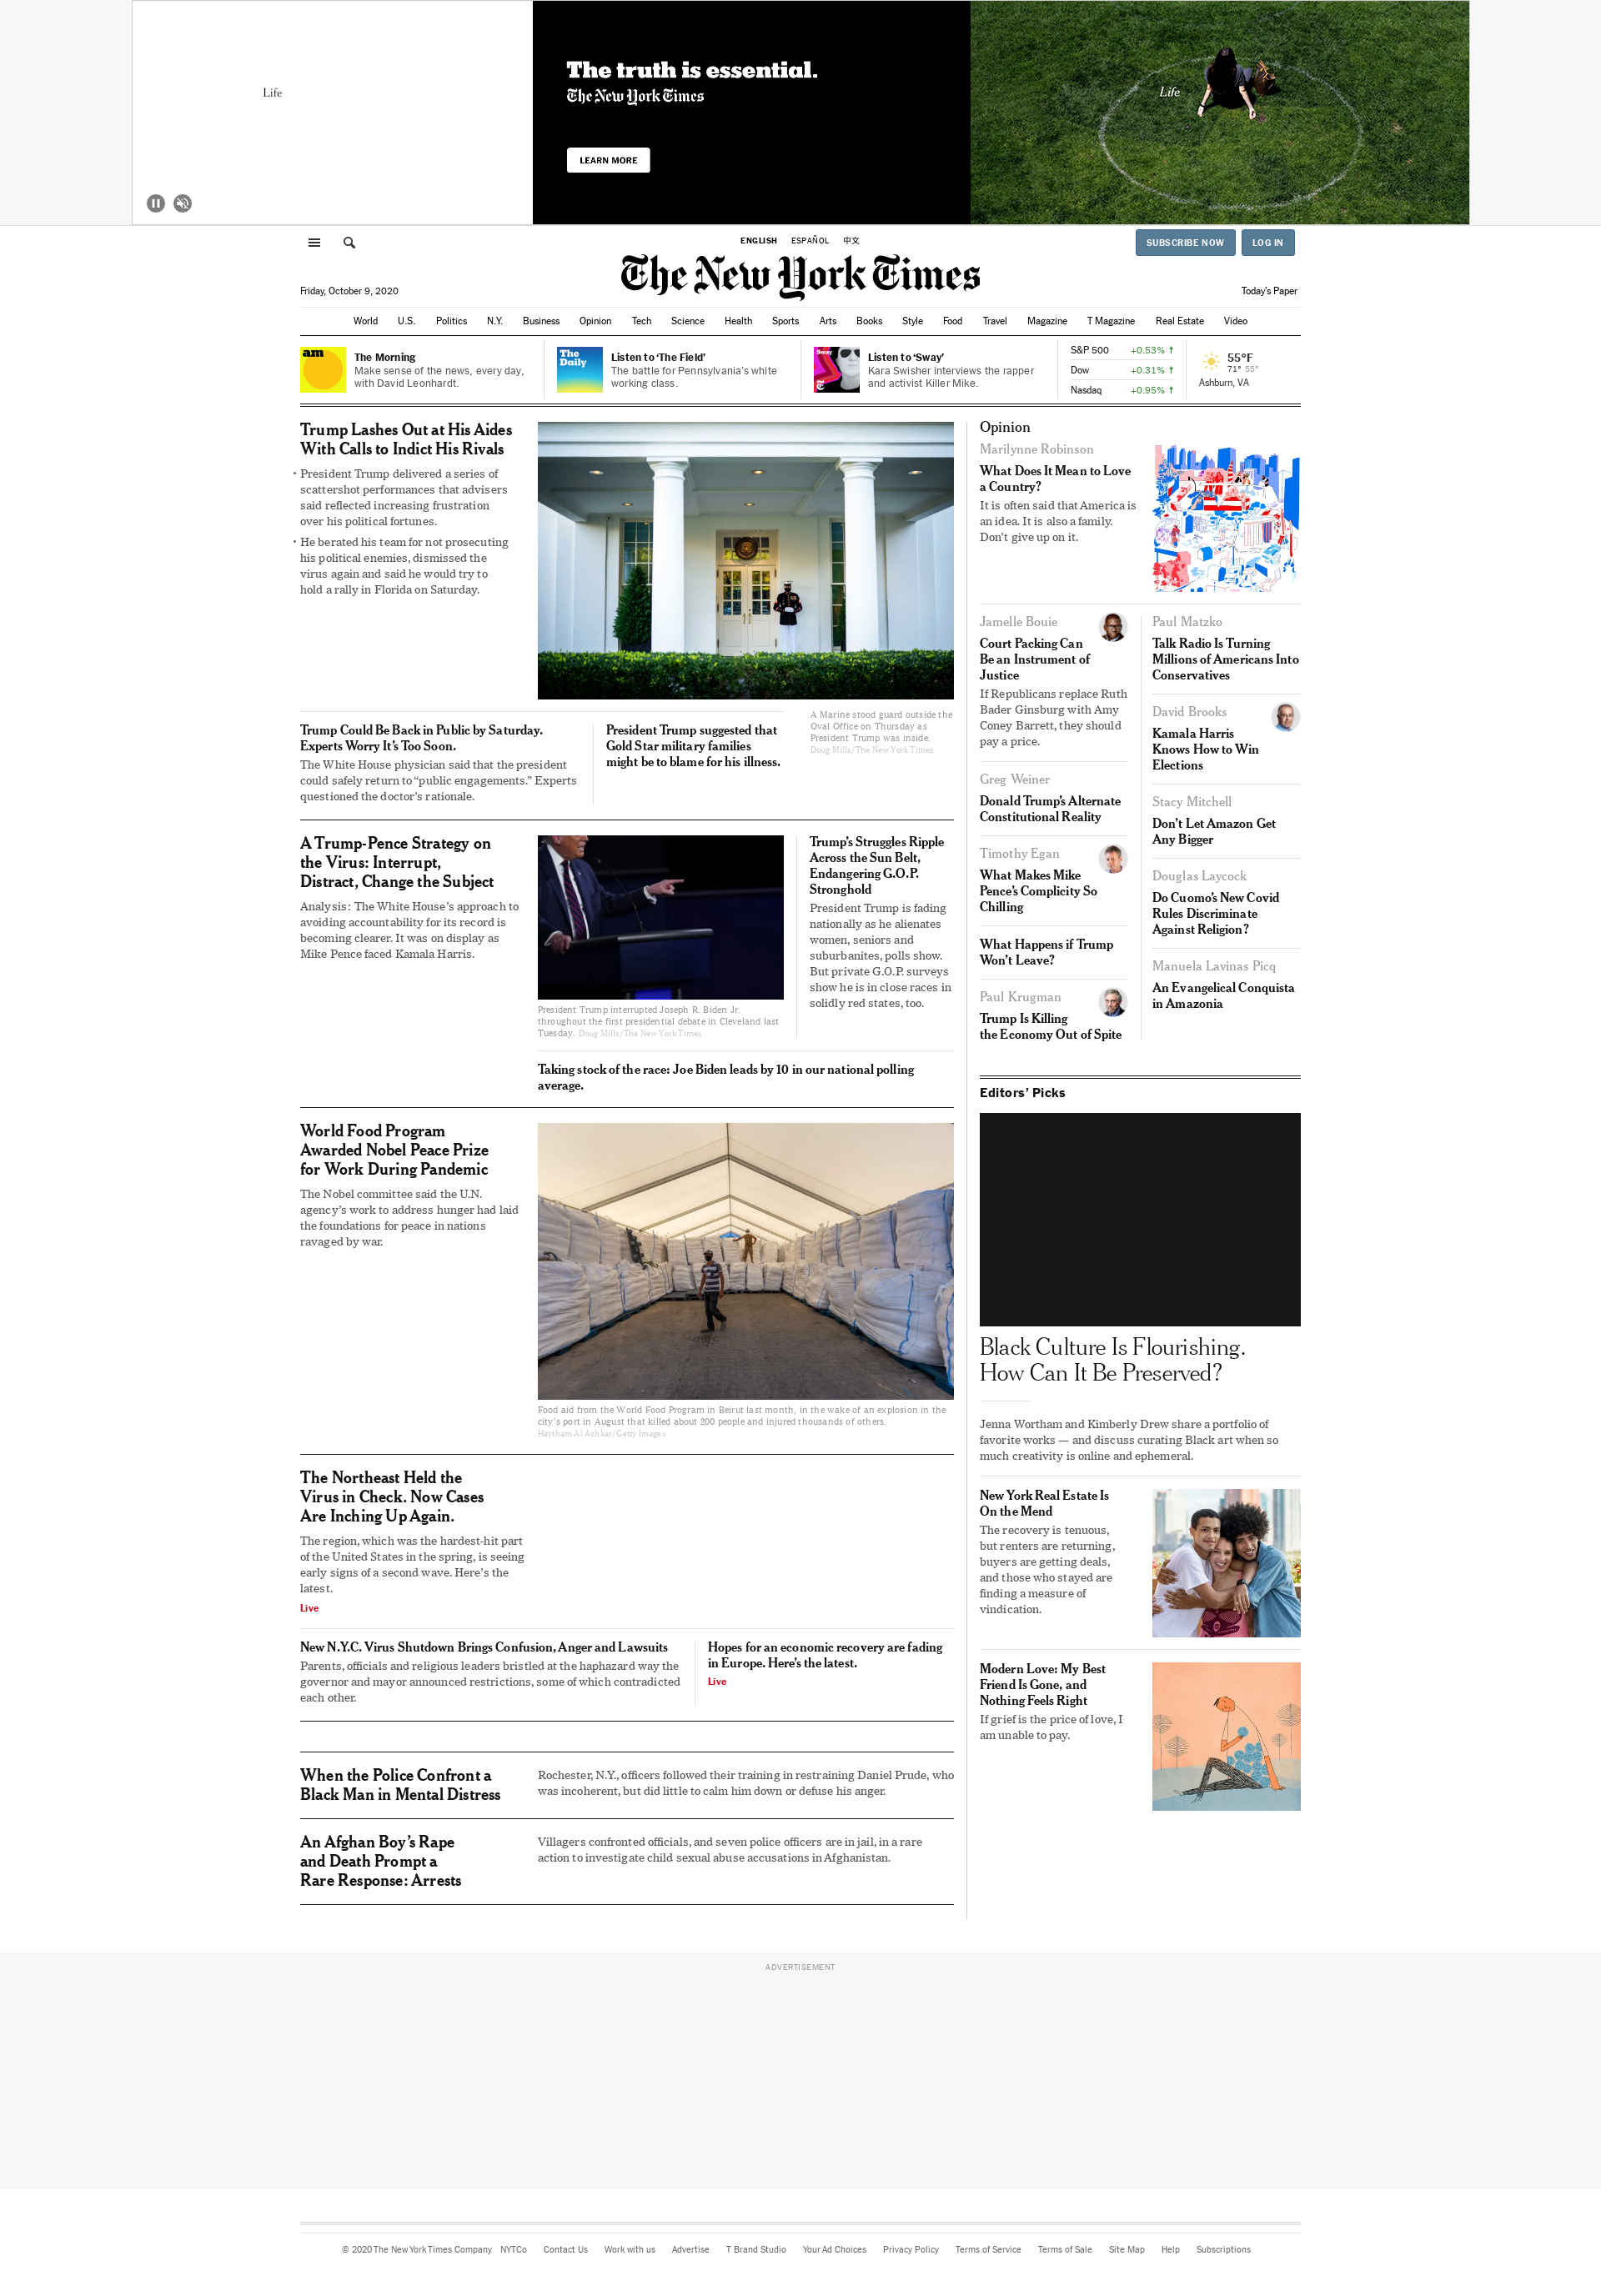 Life
The truth is essential.
The New York Times
LEARN MORE
Life
ENGLISH ESPAÑOL 中文
SUBSCRIBE NOW LOG IN
The New York Times
Friday, October 9, 2020
Today's Paper
World U.S. Politics N.Y. Business Opinion Tech Science Health Sports Arts Books Style Food Travel Magazine T Magazine Real Estate Video
am
The Morning
Make sense of the news, every day,
with David Leonhardt.
The
Daily
Listen to ‘The Field’
The battle for Pennsylvania’s white
working class.
Sway
Listen to ‘Sway’
Kara Swisher interviews the rapper
and activist Killer Mike.
S&P 500 +0.53% ↑
Dow +0.31% ↑
Nasdaq +0.95% ↑
55°F
71° 55°
Ashburn, VA
Trump Lashes Out at His Aides
With Calls to Indict His Rivals
• President Trump delivered a series of
scattershot performances that advisers
said reflected increasing frustration
over his political fortunes.
• He berated his team for not prosecuting
his political enemies, dismissed the
virus again and said he would try to
hold a rally in Florida on Saturday.
A Marine stood guard outside the
Oval Office on Thursday as
President Trump was inside.
Doug Mills/The New York Times
Trump Could Be Back in Public by Saturday.
Experts Worry It’s Too Soon.
The White House physician said that the president
could safely return to “public engagements.” Experts
questioned the doctor’s rationale.
President Trump suggested that
Gold Star military families
might be to blame for his illness.
A Trump-Pence Strategy on
the Virus: Interrupt,
Distract, Change the Subject
Analysis: The White House’s approach to
avoiding accountability for its record is
becoming clearer. It was on display as
Mike Pence faced Kamala Harris.
President Trump interrupted Joseph R. Biden Jr.
throughout the first presidential debate in Cleveland last
Tuesday. Doug Mills/The New York Times
Trump’s Struggles Ripple
Across the Sun Belt,
Endangering G.O.P.
Stronghold
President Trump is fading
nationally as he alienates
women, seniors and
suburbanites, polls show.
But private G.O.P. surveys
show he is in close races in
solidly red states, too.
Taking stock of the race: Joe Biden leads by 10 in our national polling
average.
World Food Program
Awarded Nobel Peace Prize
for Work During Pandemic
The Nobel committee said the U.N.
agency’s work to address hunger had laid
the foundations for peace in nations
ravaged by war.
Food aid from the World Food Program in Beirut last month, in the wake of an explosion in the
city’s port in August that killed about 200 people and injured thousands of others.
Haytham Al Achkar/Getty Images
The Northeast Held the
Virus in Check. Now Cases
Are Inching Up Again.
The region, which was the hardest-hit part
of the United States in the spring, is seeing
early signs of a second wave. Here’s the
latest.
Live
New N.Y.C. Virus Shutdown Brings Confusion, Anger and Lawsuits
Parents, officials and religious leaders bristled at the haphazard way the
governor and mayor announced restrictions, some of which contradicted
each other.
Hopes for an economic recovery are fading
in Europe. Here’s the latest.
Live
When the Police Confront a
Black Man in Mental Distress
Rochester, N.Y., officers followed their training in restraining Daniel Prude, who
was incoherent, but did little to calm him down or defuse his anger.
An Afghan Boy’s Rape
and Death Prompt a
Rare Response: Arrests
Villagers confronted officials, and seven police officers are in jail, in a rare
action to investigate child sexual abuse accusations in Afghanistan.
Opinion
Marilynne Robinson
What Does It Mean to Love
a Country?
It is often said that America is
an idea. It is also a family.
Don’t give up on it.
Jamelle Bouie
Court Packing Can
Be an Instrument of
Justice
If Republicans replace Ruth
Bader Ginsburg with Amy
Coney Barrett, they should
pay a price.
Greg Weiner
Donald Trump’s Alternate
Constitutional Reality
Timothy Egan
What Makes Mike
Pence’s Complicity So
Chilling
What Happens if Trump
Won’t Leave?
Paul Krugman
Trump Is Killing
the Economy Out of Spite
Paul Matzko
Talk Radio Is Turning
Millions of Americans Into
Conservatives
David Brooks
Kamala Harris
Knows How to Win
Elections
Stacy Mitchell
Don’t Let Amazon Get
Any Bigger
Douglas Laycock
Do Cuomo’s New Covid
Rules Discriminate
Against Religion?
Manuela Lavinas Picq
An Evangelical Conquista
in Amazonia
Editors’ Picks
Black Culture Is Flourishing.
How Can It Be Preserved?
Jenna Wortham and Kimberly Drew share a portfolio of
favorite works — and discuss curating Black art when so
much creativity is online and ephemeral.
New York Real Estate Is
On the Mend
The recovery is tenuous,
but renters are returning,
buyers are getting deals,
and those who stayed are
finding a measure of
vindication.
Modern Love: My Best
Friend Is Gone, and
Nothing Feels Right
If grief is the price of love, I
am unable to pay.
ADVERTISEMENT
© 2020 The New York Times Company NYTCo Contact Us Work with us Advertise T Brand Studio Your Ad Choices Privacy Policy Terms of Service Terms of Sale Site Map Help Subscriptions